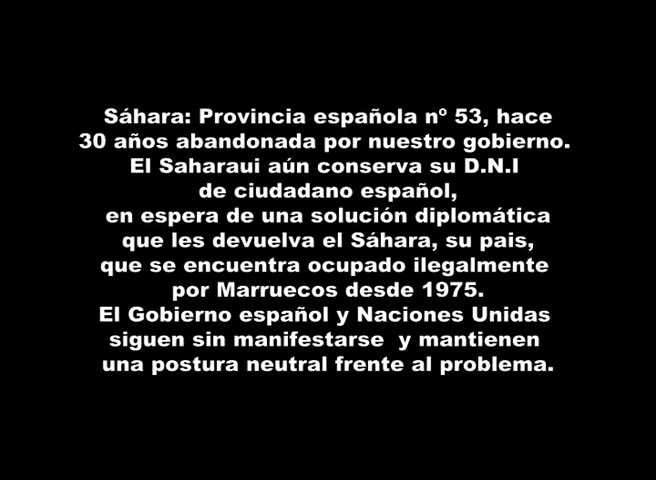 Sáhara: Provincia española nº 53, hace
30 años abandonada por nuestro gobierno.
El Saharaui aún conserva su D.N.I
de ciudadano español,
en espera de una solución diplomática
que les devuelva el Sáhara, su pais,
que se encuentra ocupado ilegalmente
por Marruecos desde 1975.
El Gobierno español y Naciones Unidas
siguen sin manifestarse  y mantienen
una postura neutral frente al problema.